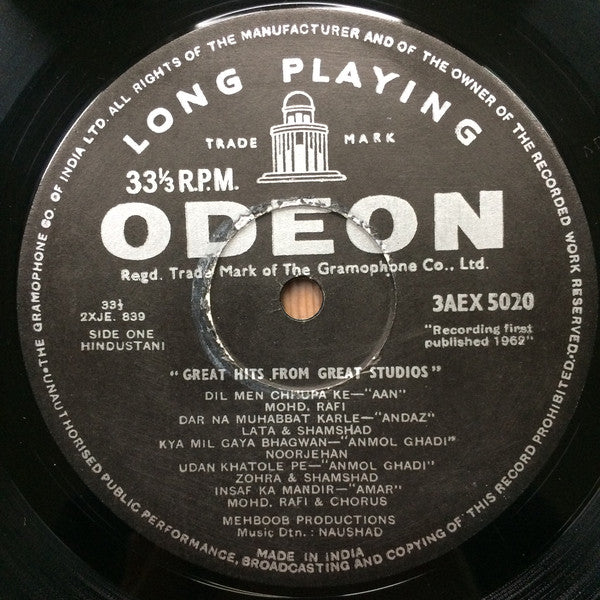 THE GRAMOPHONE CO. OF INDIA LTD. ALL RIGHTS OF THE MANUFACTURER AND OF THE OWNER OF THE RECORDED WORK RESERVED.
LONG PLAYING
TRADE MARK
33⅓ R.P.M.
ODEON
Regd. Trade Mark of The Gramophone Co., Ltd.
33⅓
2XJE. 839
SIDE ONE
HINDUSTANI
3AEX 5020
"Recording first
published 1962"
"GREAT HITS FROM GREAT STUDIOS"
DIL MEN CHHUPA KE—"AAN"
MOHD. RAFI
DAR NA MUHABBAT KARLE—"ANDAZ"
LATA & SHAMSHAD
KYA MIL GAYA BHAGWAN—"ANMOL GHADI"
NOORJEHAN
UDAN KHATOLE PE—"ANMOL GHADI"
ZOHRA & SHAMSHAD
INSAF KA MANDIR—"AMAR"
MOHD. RAFI & CHORUS
MEHBOOB PRODUCTIONS
Music Dtn.: NAUSHAD
MADE IN INDIA
UNAUTHORISED PUBLIC PERFORMANCE, BROADCASTING AND COPYING OF THIS RECORD PROHIBITED.